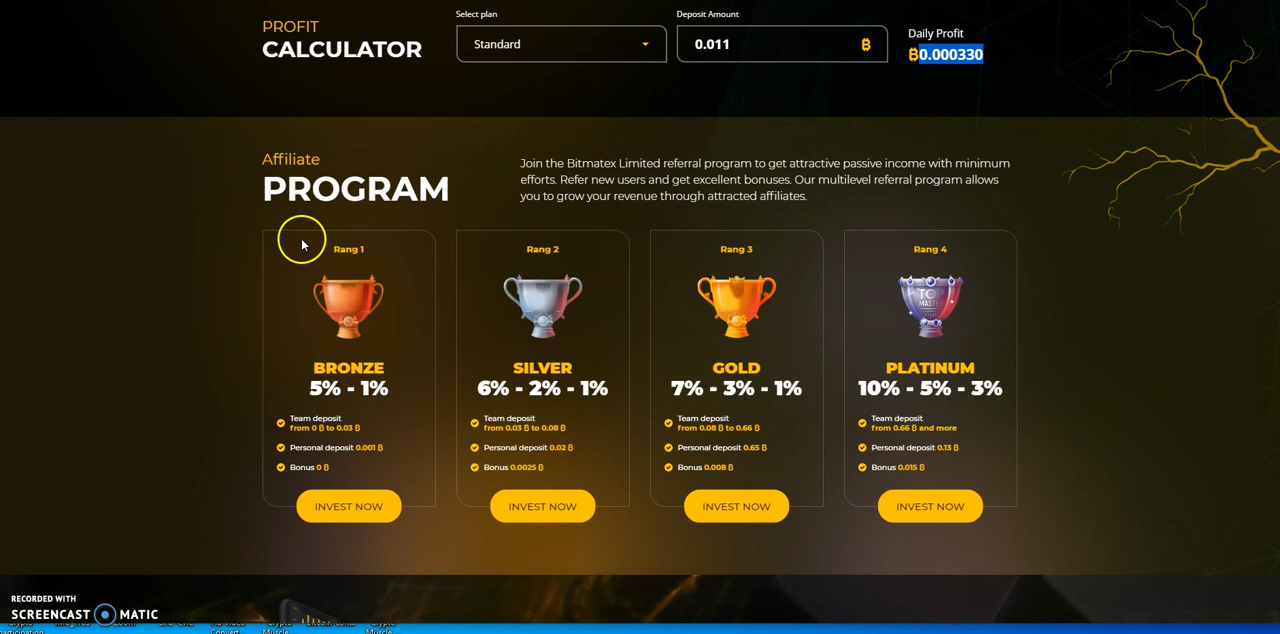 Select plan
Deposit Amount
PROFIT
CALCULATOR
Standard
0.011
Daily Profit
₿0.000330
Affiliate
PROGRAM
Join the Bitmatex Limited referral program to get attractive passive income with minimum
efforts. Refer new users and get excellent bonuses. Our multilevel referral program allows
you to grow your revenue through attracted affiliates.
Rang 1
BRONZE
5% - 1%
Team deposit
from 0 ₿ to 0.03 ₿
Personal deposit 0.001 ₿
Bonus 0 ₿
INVEST NOW
Rang 2
SILVER
6% - 2% - 1%
Team deposit
from 0.03 ₿ to 0.08 ₿
Personal deposit 0.02 ₿
Bonus 0.0025 ₿
INVEST NOW
Rang 3
GOLD
7% - 3% - 1%
Team deposit
from 0.08 ₿ to 0.66 ₿
Personal deposit 0.65 ₿
Bonus 0.008 ₿
INVEST NOW
Rang 4
TOP
MASTER
PLATINUM
10% - 5% - 3%
Team deposit
from 0.66 ₿ and more
Personal deposit 0.13 ₿
Bonus 0.015 ₿
INVEST NOW
RECORDED WITH
SCREENCAST MATIC
Convert
Muscle
Muscle